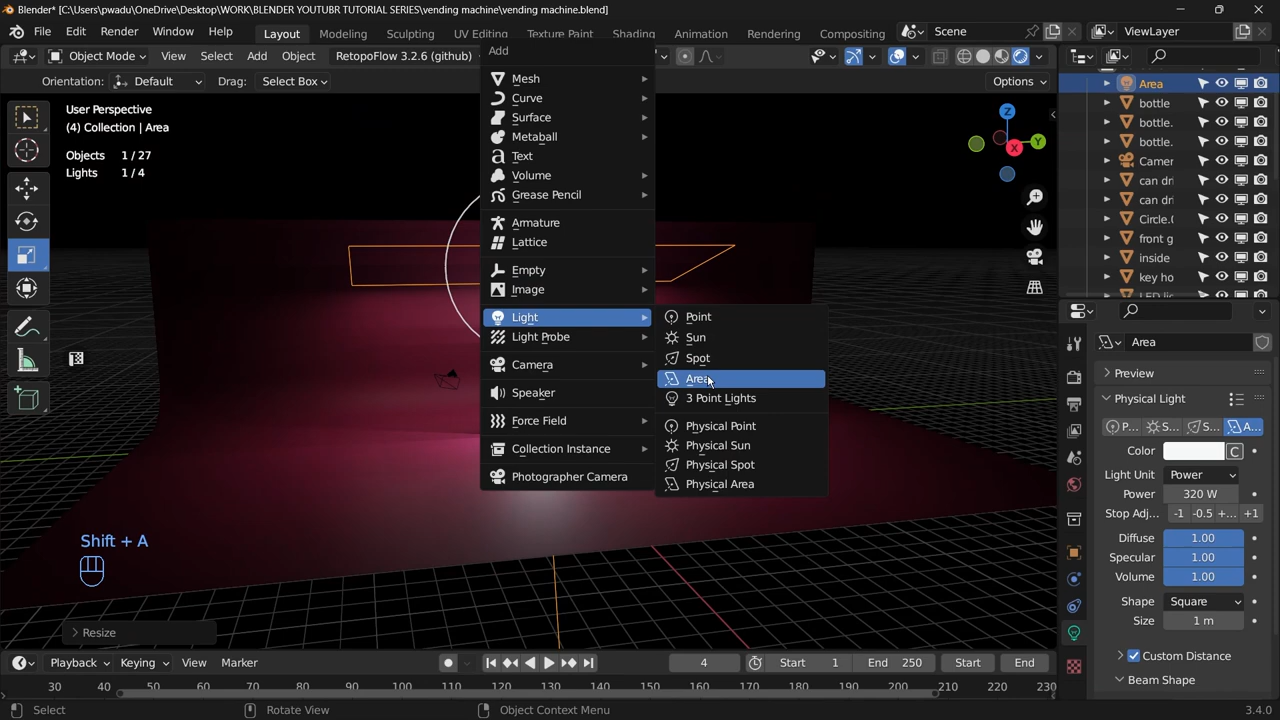 Blender* [C:\Users\pwadu\OneDrive\Desktop\WORK\BLENDER YOUTUBR TUTORIAL SERIES\vending machine\vending machine.blend]
File Edit Render Window Help Layout Modeling Sculpting UV Editing Texture Paint Shading Animation Rendering Compositing Scene ViewLayer
Object Mode View Select Add Object RetopoFlow 3.2.6 (github)
Orientation: Default Drag: Select Box Options
User Perspective
(4) Collection | Area
Objects 1 / 27
Lights 1 / 4
Add
Mesh
Curve
Surface
Metaball
Text
Volume
Grease Pencil
Armature
Lattice
Empty
Image
Light
Light Probe
Camera
Speaker
Force Field
Collection Instance
Photographer Camera
Point
Sun
Spot
Area
3 Point Lights
Physical Point
Physical Sun
Physical Spot
Physical Area
Z
Y
X
Area
bottle
bottle.
bottle.
Camer
can dri
can dri
Circle.(
front g
inside
key ho
Area
Preview
Physical Light
P... S... S... A...
Color C
Light Unit Power
Power 320 W
Stop Adj... -1 -0.5 +... +1
Diffuse 1.00
Specular 1.00
Volume 1.00
Shape Square
Size 1 m
Custom Distance
Beam Shape
Shift + A
Resize
Playback Keying View Marker 4 Start 1 End 250 Start End
30 40 50 60 70 80 90 100 110 120 130 140 150 160 170 180 190 200 210 220 230
Select Rotate View Object Context Menu 3.4.0